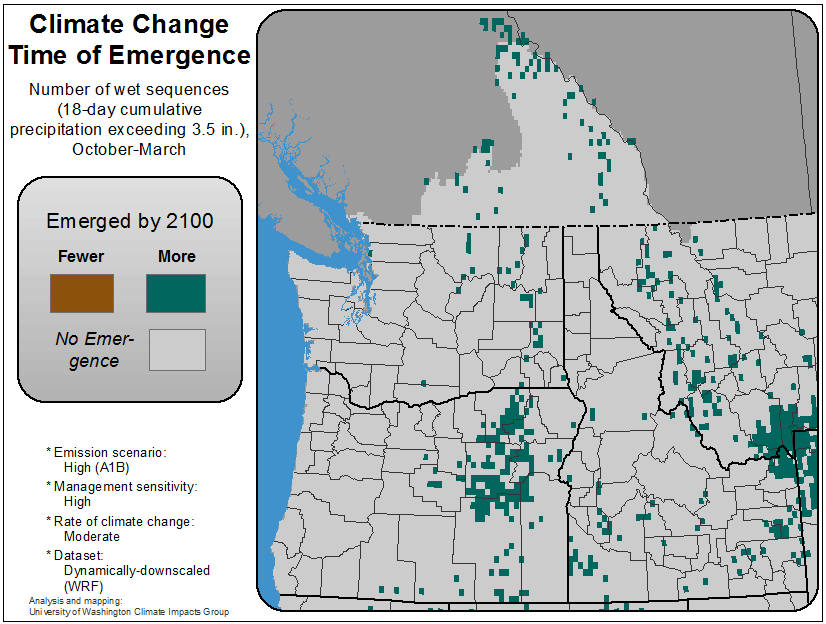 Climate Change
Time of Emergence
Number of wet sequences
(18-day cumulative
precipitation exceeding 3.5 in.),
October-March
Emerged by 2100
Fewer
More
No Emer-
gence
* Emission scenario:
High (A1B)
* Management sensitivity:
High
* Rate of climate change:
Moderate
* Dataset:
Dynamically-downscaled
(WRF)
Analysis and mapping:
University of Washington Climate Impacts Group